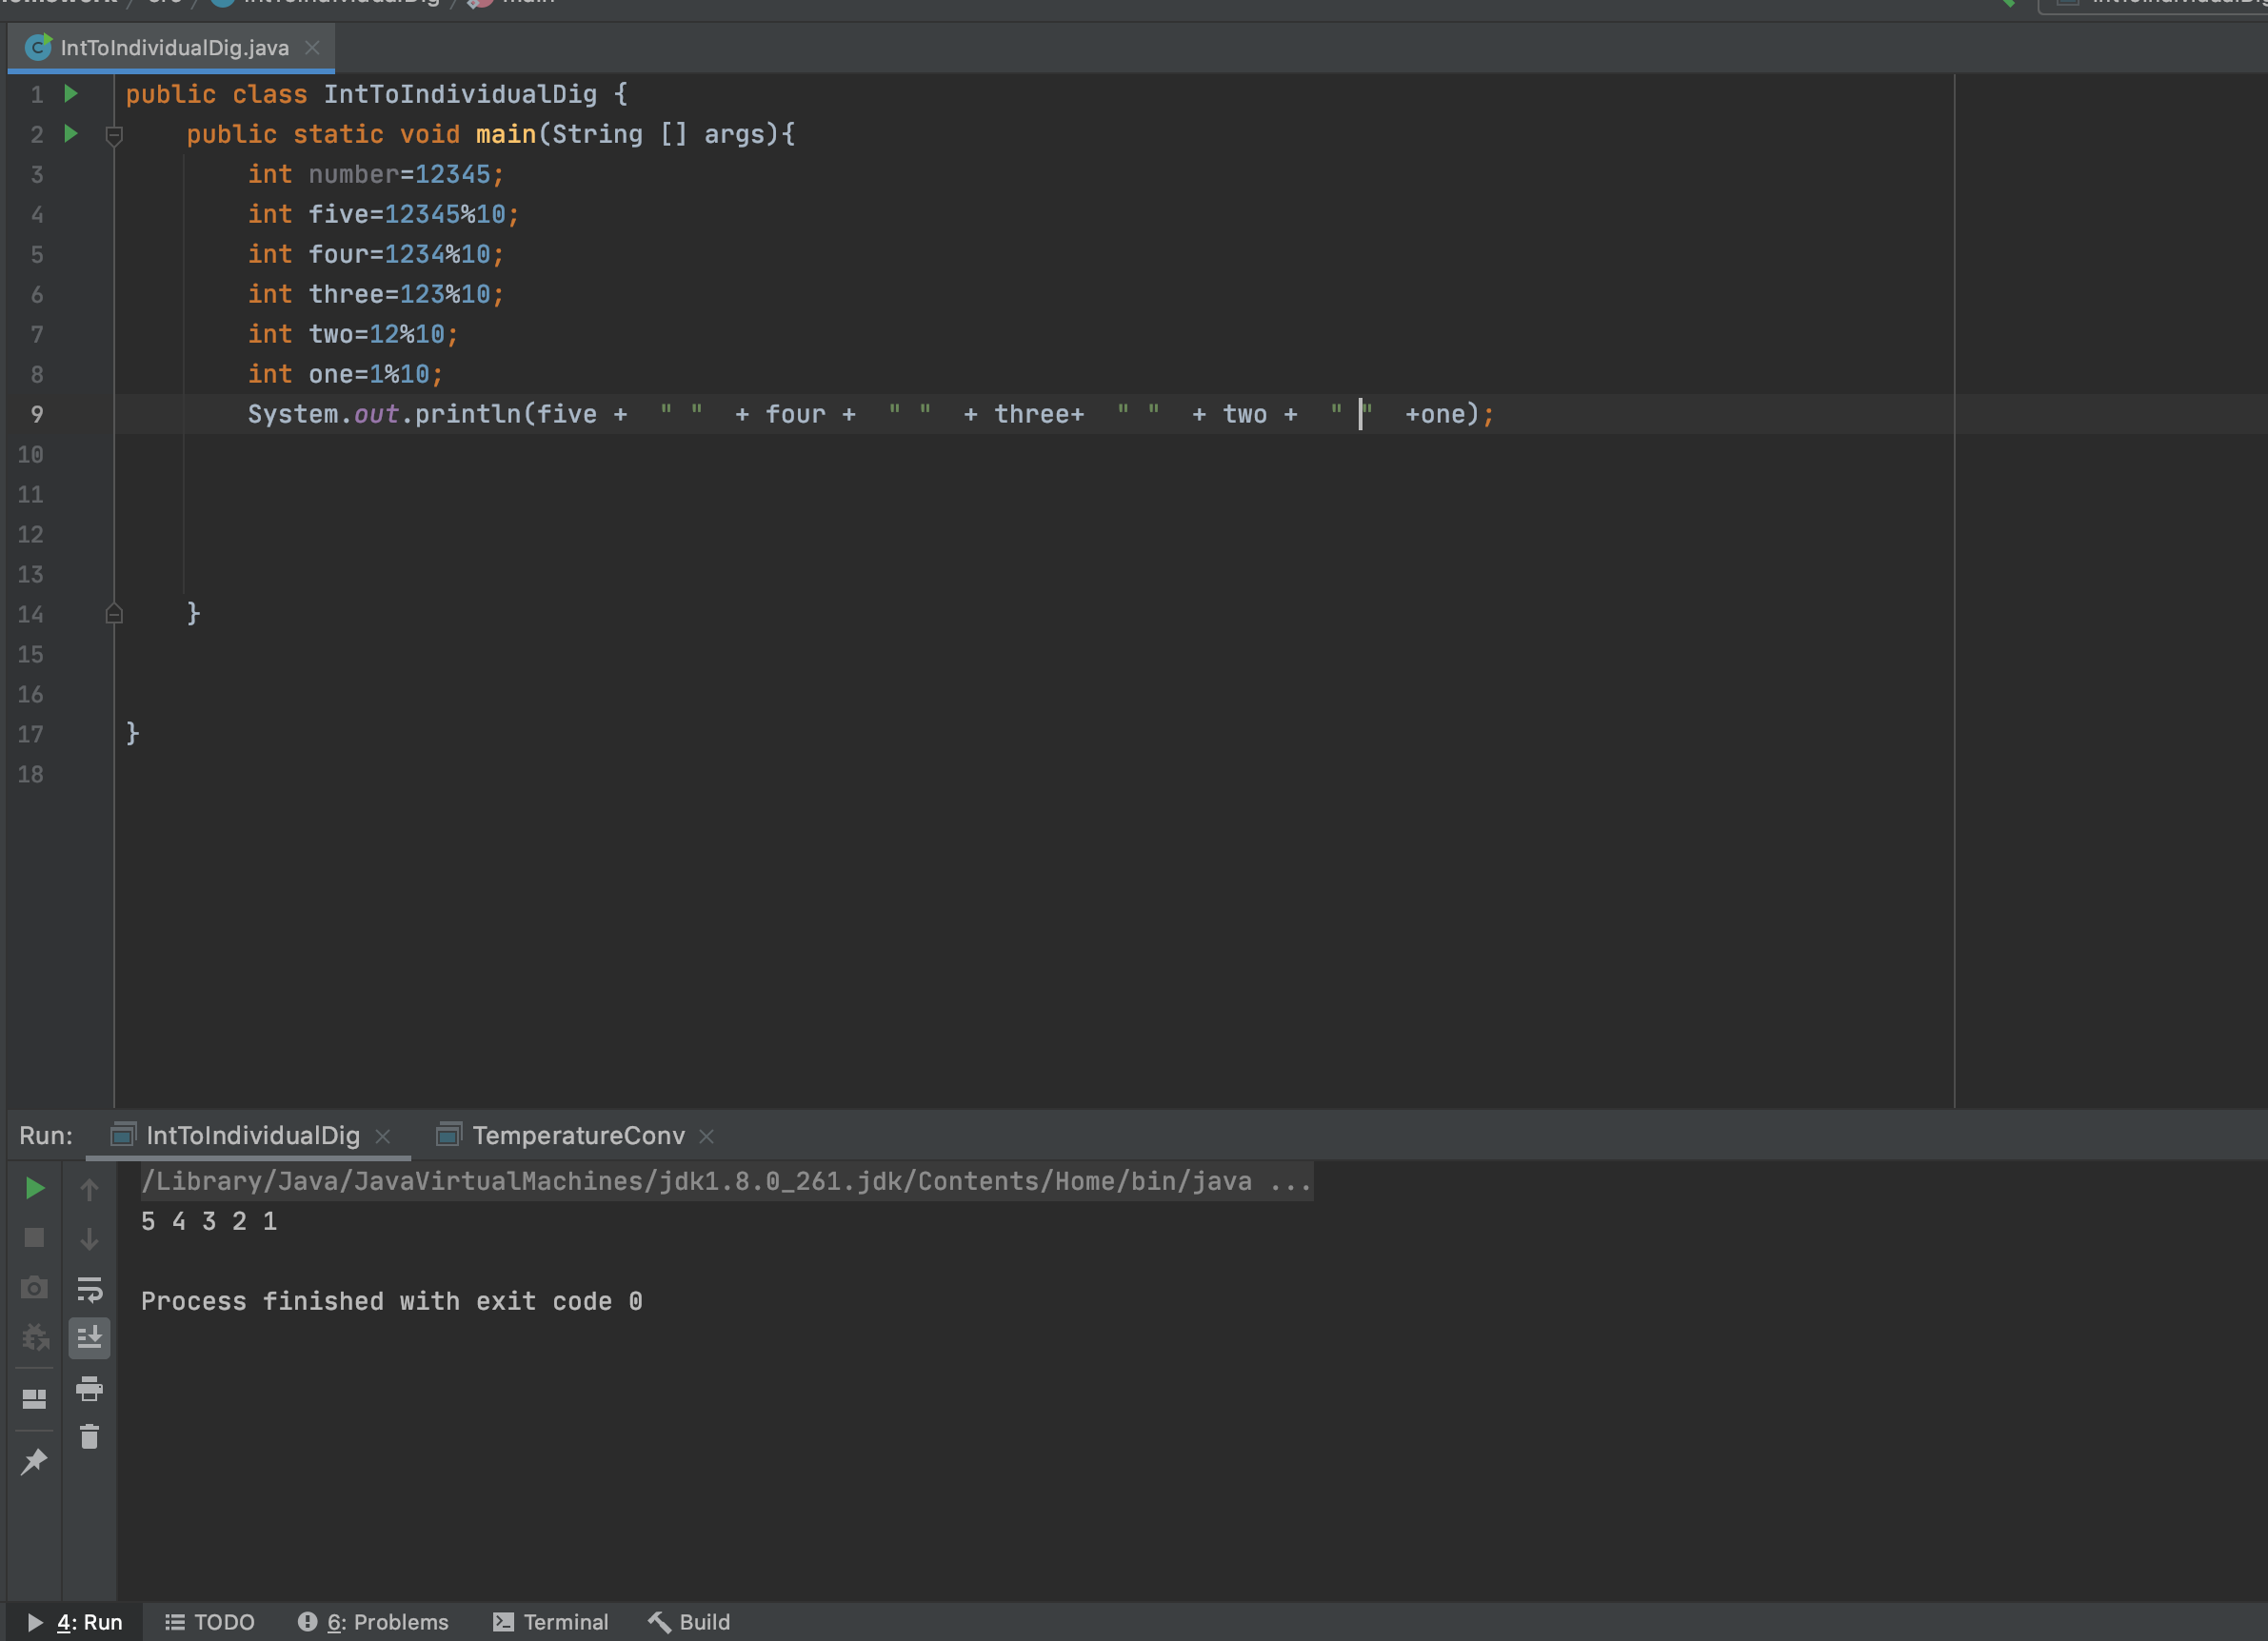 IntToIndividualDig.java
1 public class IntToIndividualDig {
2 public static void main(String [] args){
3 int number=12345;
4 int five=12345%10;
5 int four=1234%10;
6 int three=123%10;
7 int two=12%10;
8 int one=1%10;
9 System.out.println(five + " " + four + " " + three+ " " + two + " " +one);
10
11
12
13
14 }
15
16
17 }
18
Run: IntToIndividualDig TemperatureConv
/Library/Java/JavaVirtualMachines/jdk1.8.0_261.jdk/Contents/Home/bin/java ...
5 4 3 2 1
Process finished with exit code 0
4: Run TODO 6: Problems Terminal Build